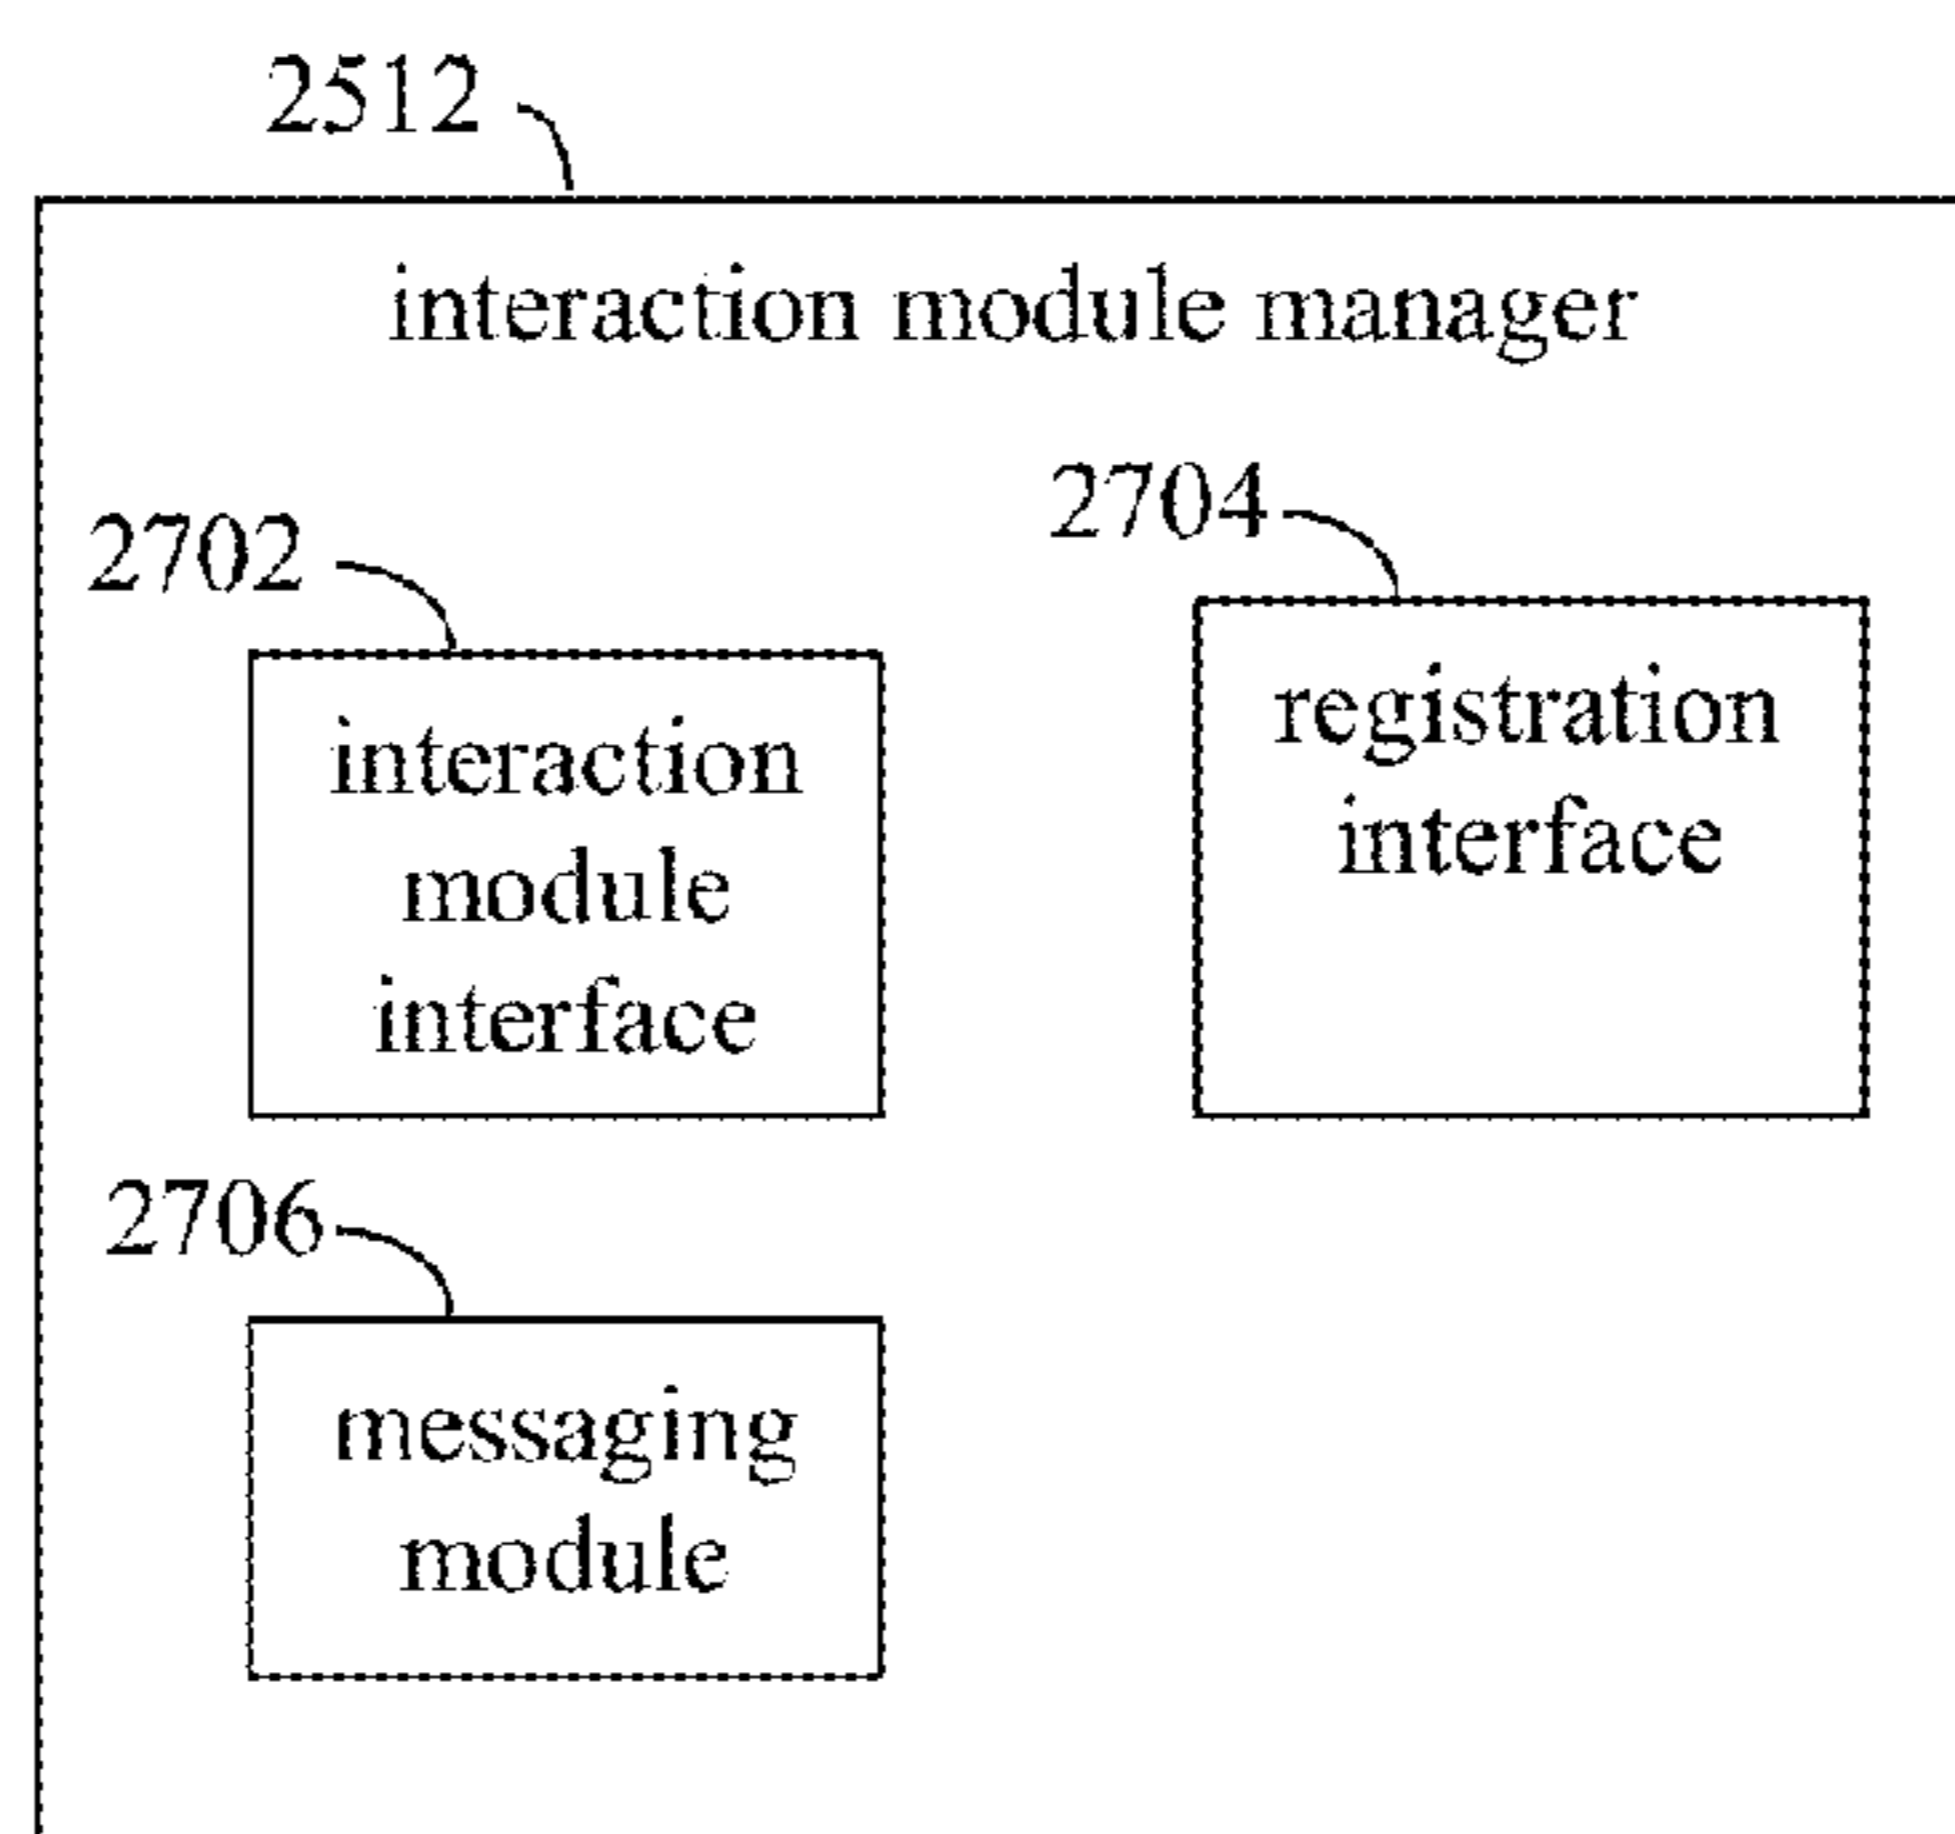 2512
interaction module manager
2702
interaction
module
interface
2704
registration
interface
2706
messaging
module